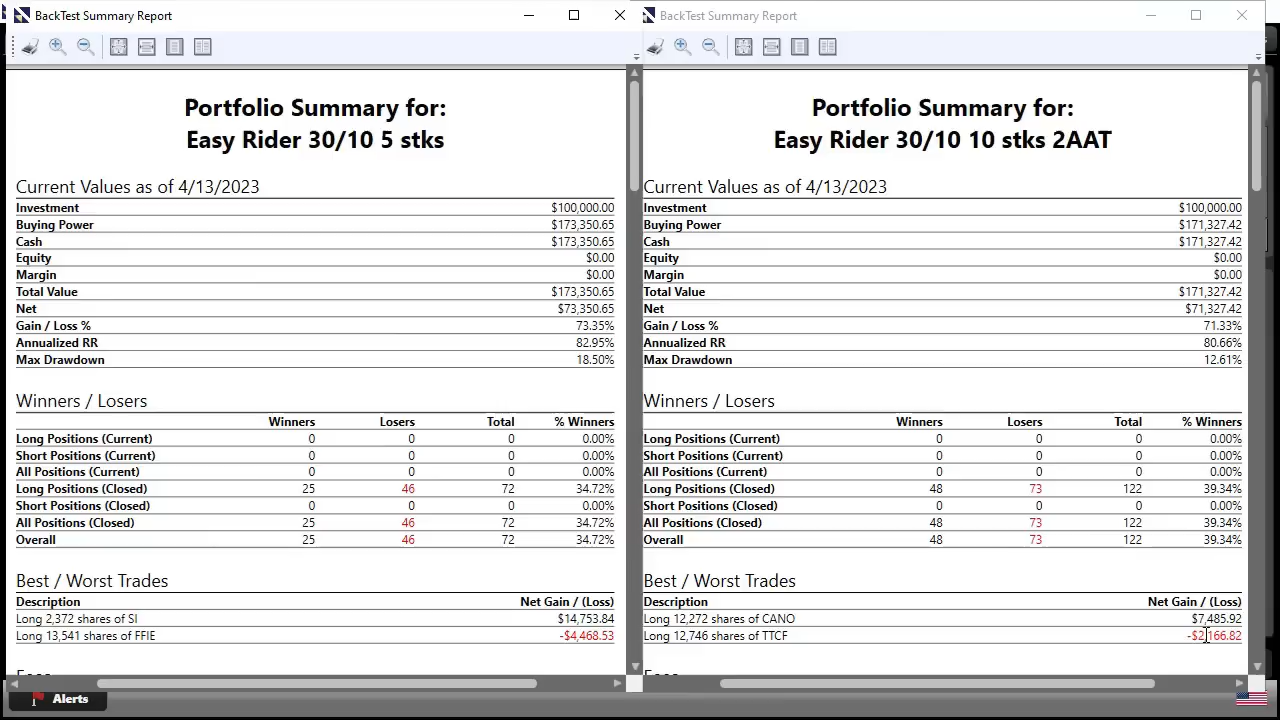 BackTest Summary Report
Portfolio Summary for:
Easy Rider 30/10 5 stks
Current Values as of 4/13/2023
Investment $100,000.00
Buying Power $173,350.65
Cash $173,350.65
Equity $0.00
Margin $0.00
Total Value $173,350.65
Net $73,350.65
Gain / Loss % 73.35%
Annualized RR 82.95%
Max Drawdown 18.50%
Winners / Losers
Winners Losers Total % Winners
Long Positions (Current) 0 0 0 0.00%
Short Positions (Current) 0 0 0 0.00%
All Positions (Current) 0 0 0 0.00%
Long Positions (Closed) 25 46 72 34.72%
Short Positions (Closed) 0 0 0 0.00%
All Positions (Closed) 25 46 72 34.72%
Overall 25 46 72 34.72%
Best / Worst Trades
Description Net Gain / (Loss)
Long 2,372 shares of SI $14,753.84
Long 13,541 shares of FFIE -$4,468.53
BackTest Summary Report
Portfolio Summary for:
Easy Rider 30/10 10 stks 2AAT
Current Values as of 4/13/2023
Investment $100,000.00
Buying Power $171,327.42
Cash $171,327.42
Equity $0.00
Margin $0.00
Total Value $171,327.42
Net $71,327.42
Gain / Loss % 71.33%
Annualized RR 80.66%
Max Drawdown 12.61%
Winners / Losers
Winners Losers Total % Winners
Long Positions (Current) 0 0 0 0.00%
Short Positions (Current) 0 0 0 0.00%
All Positions (Current) 0 0 0 0.00%
Long Positions (Closed) 48 73 122 39.34%
Short Positions (Closed) 0 0 0 0.00%
All Positions (Closed) 48 73 122 39.34%
Overall 48 73 122 39.34%
Best / Worst Trades
Description Net Gain / (Loss)
Long 12,272 shares of CANO $7,485.92
Long 12,746 shares of TTCF -$2,166.82
Alerts